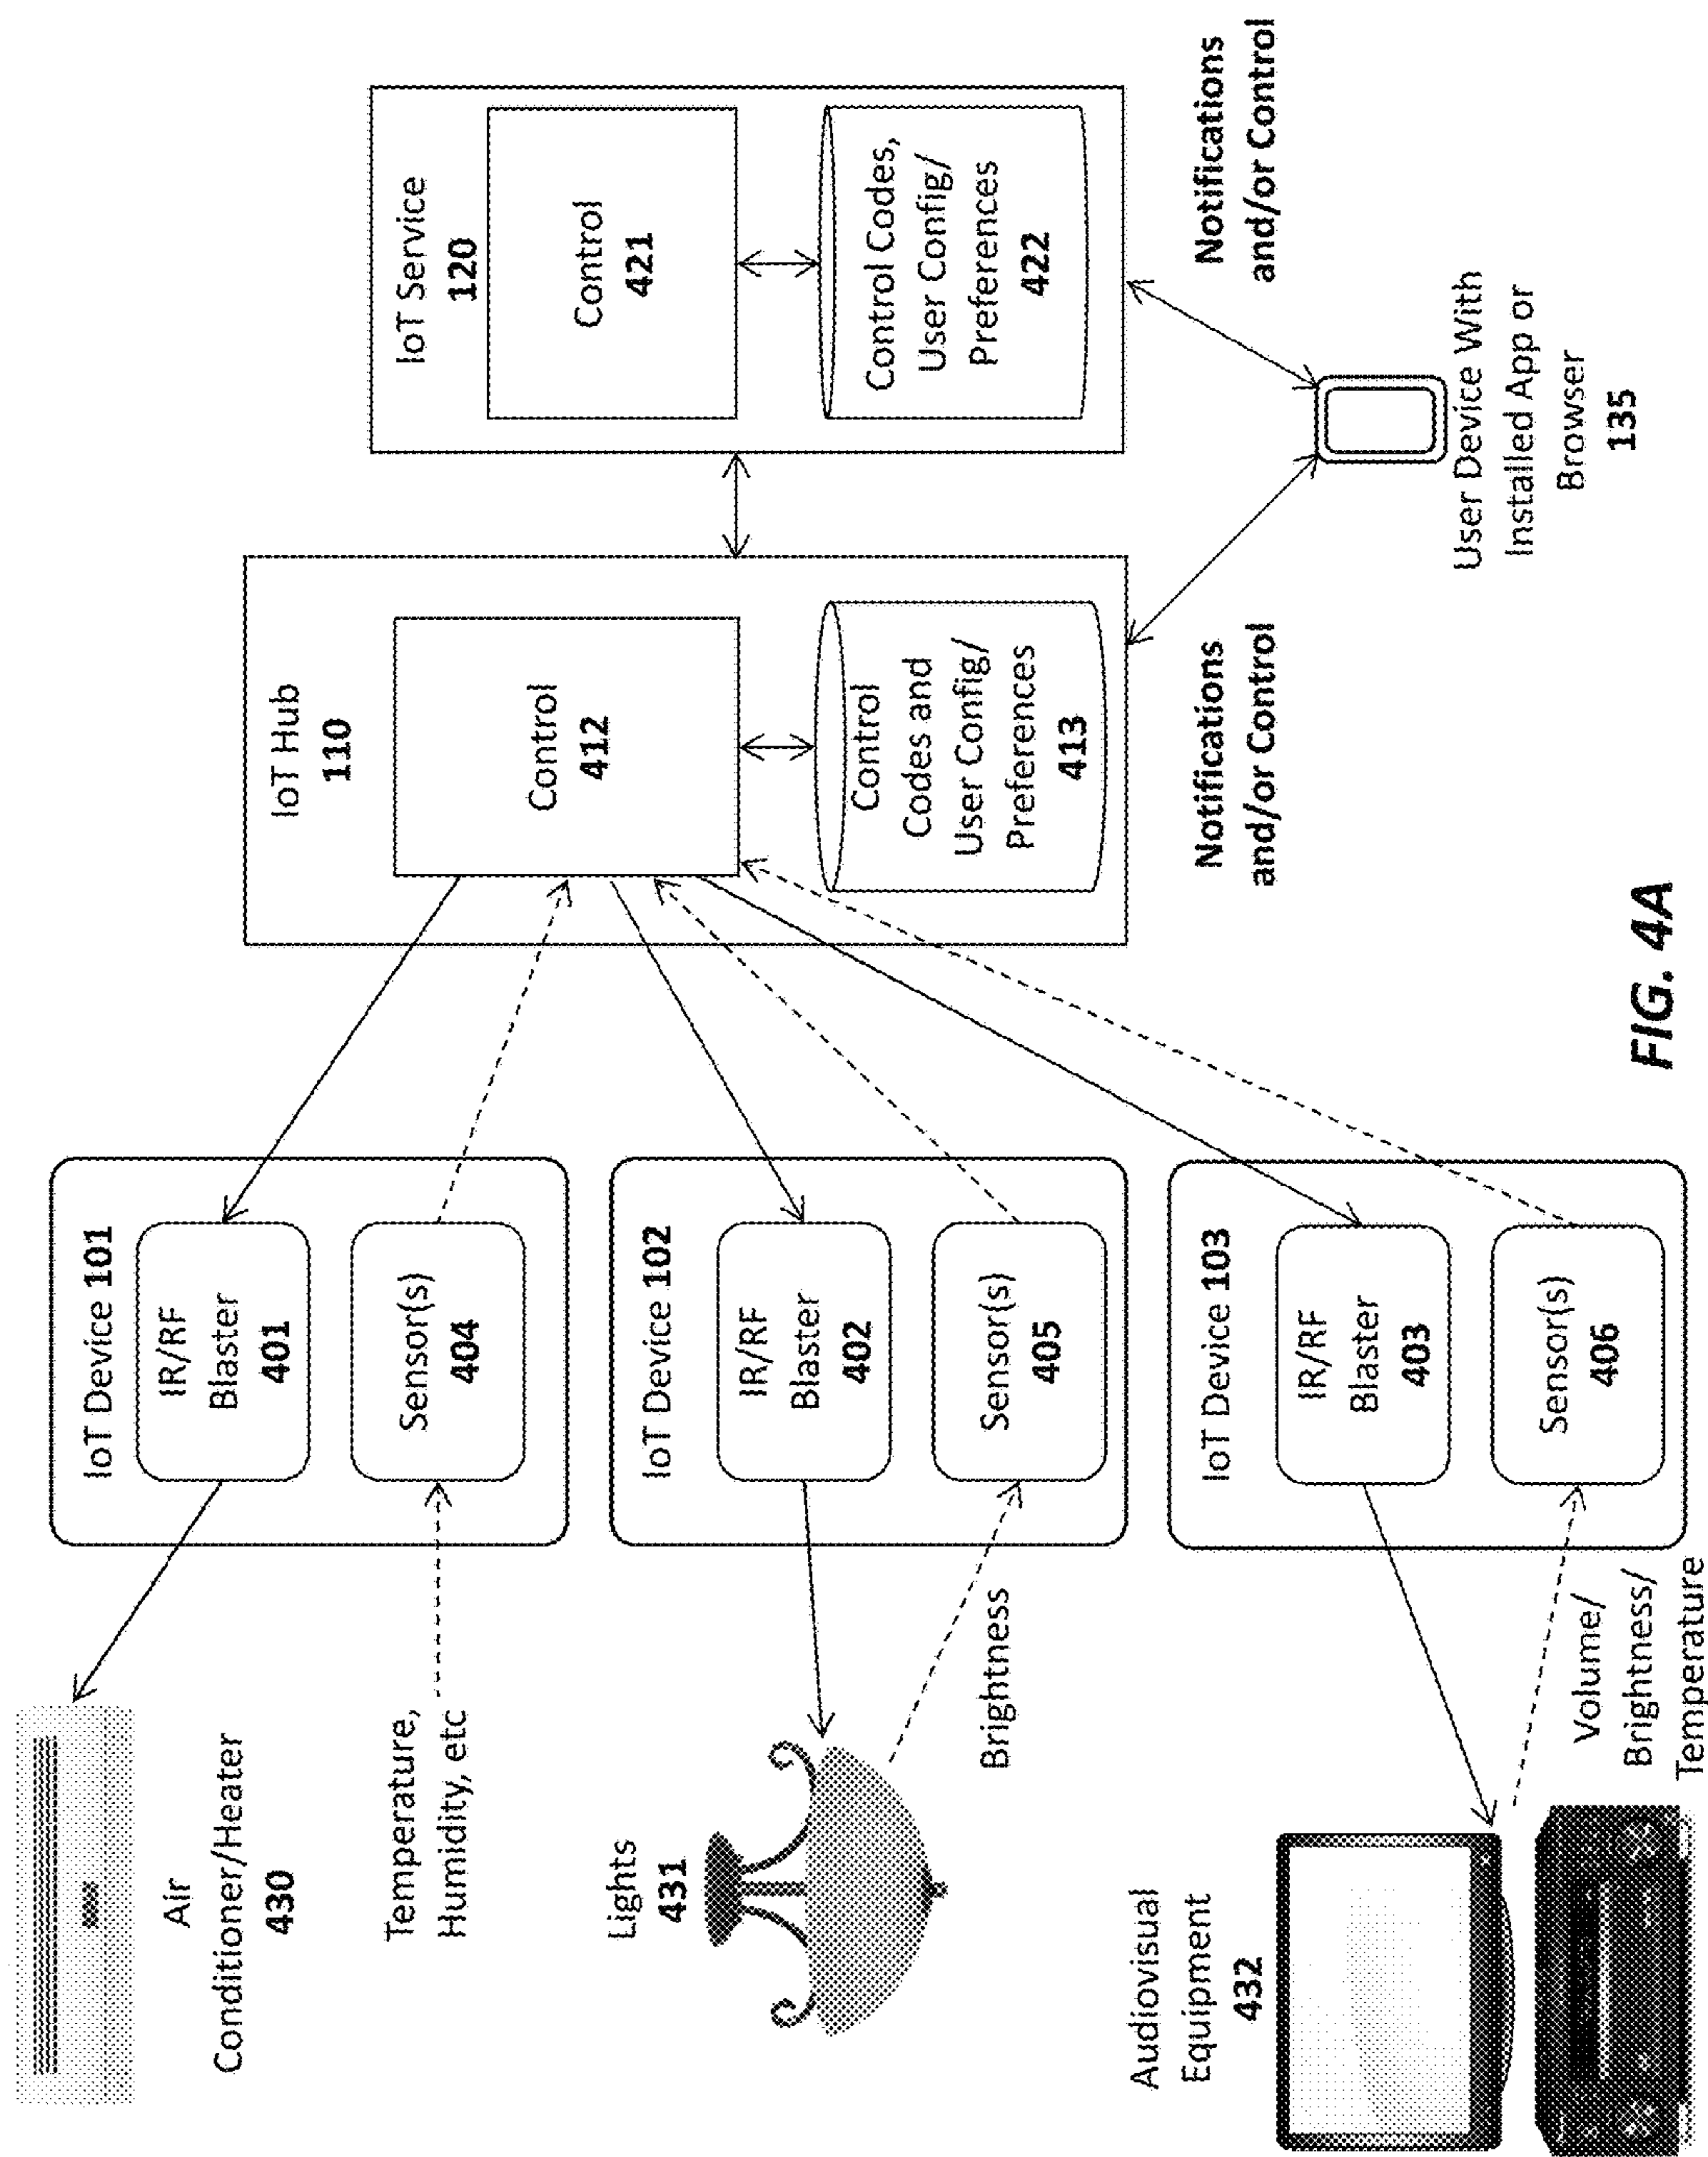 Air
Conditioner/Heater
430
Temperature,
Humidity, etc
Lights
431
Brightness
Audiovisual
Equipment
432
Volume/
Brightness/
Temperature
IoT Device 101
IR/RF
Blaster
401
Sensor(s)
404
IoT Device 102
IR/RF
Blaster
402
Sensor(s)
405
IoT Device 103
IR/RF
Blaster
403
Sensor(s)
406
IoT Hub
110
Control
412
Control
Codes and
User Config/
Preferences
413
Notifications
and/or Control
IoT Service
120
Control
421
Control Codes,
User Config/
Preferences
422
Notifications
and/or Control
User Device With
Installed App or
Browser
135
FIG. 4A